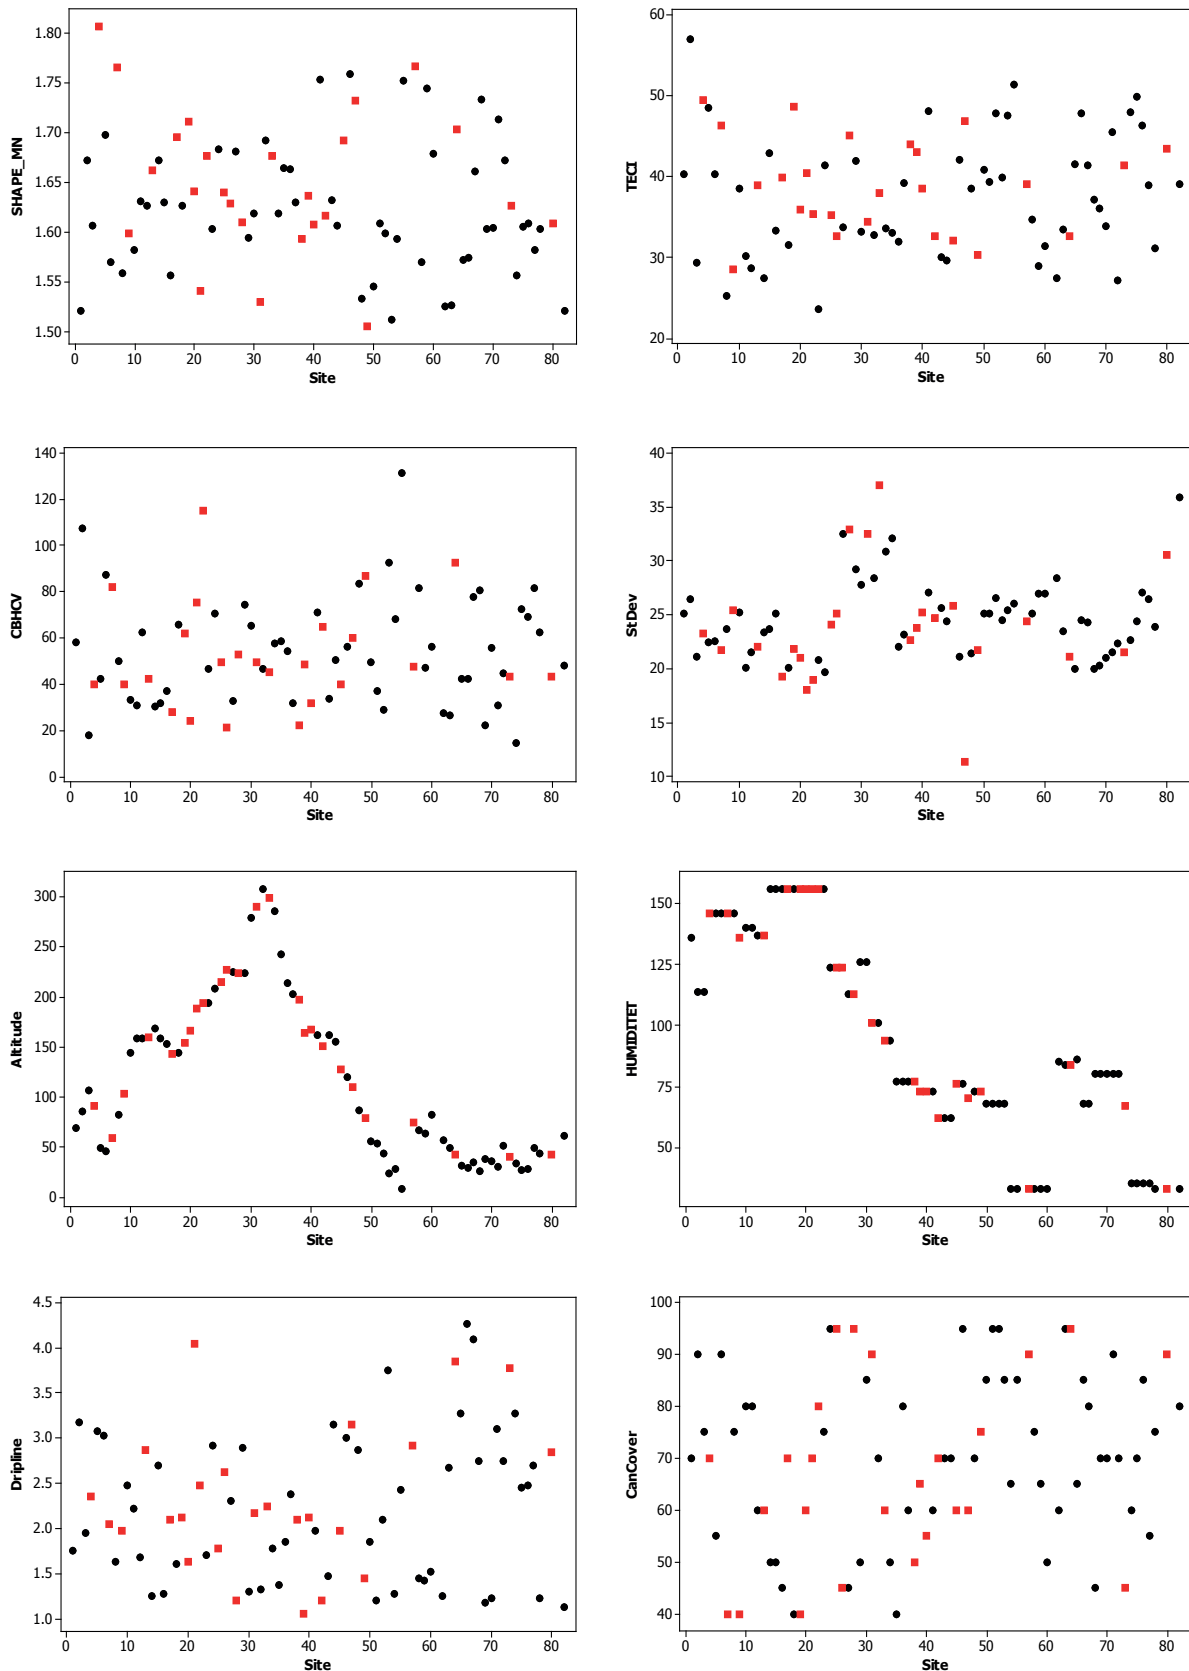 SHAPE_MN
1.80
1.75
1.70
1.65
1.60
1.55
1.50
0 10 20 30 40 50 60 70 80
Site
TECI
60
50
40
30
20
0 10 20 30 40 50 60 70 80
Site
CBHCV
140
120
100
80
60
40
20
0
0 10 20 30 40 50 60 70 80
Site
StDev
40
35
30
25
20
15
10
0 10 20 30 40 50 60 70 80
Site
Altitude
300
250
200
150
100
50
0
0 10 20 30 40 50 60 70 80
Site
HUMIDITET
150
125
100
75
50
0 10 20 30 40 50 60 70 80
Site
Dripline
4.5
4.0
3.5
3.0
2.5
2.0
1.5
1.0
0 10 20 30 40 50 60 70 80
Site
CanCover
100
90
80
70
60
50
40
0 10 20 30 40 50 60 70 80
Site